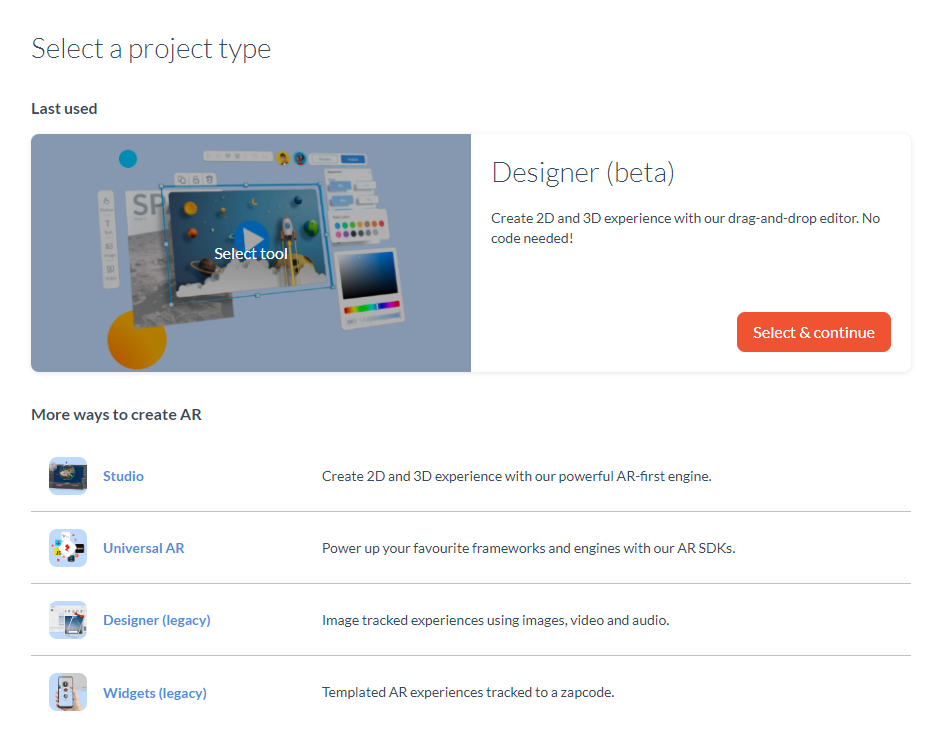 Select a project type
Last used
SP
Select tool
Designer (beta)
Create 2D and 3D experience with our drag-and-drop editor. No
code needed!
Select & continue
More ways to create AR
Studio
Create 2D and 3D experience with our powerful AR-first engine.
Universal AR
Power up your favourite frameworks and engines with our AR SDKs.
Designer (legacy)
Image tracked experiences using images, video and audio.
Widgets (legacy)
Templated AR experiences tracked to a zapcode.